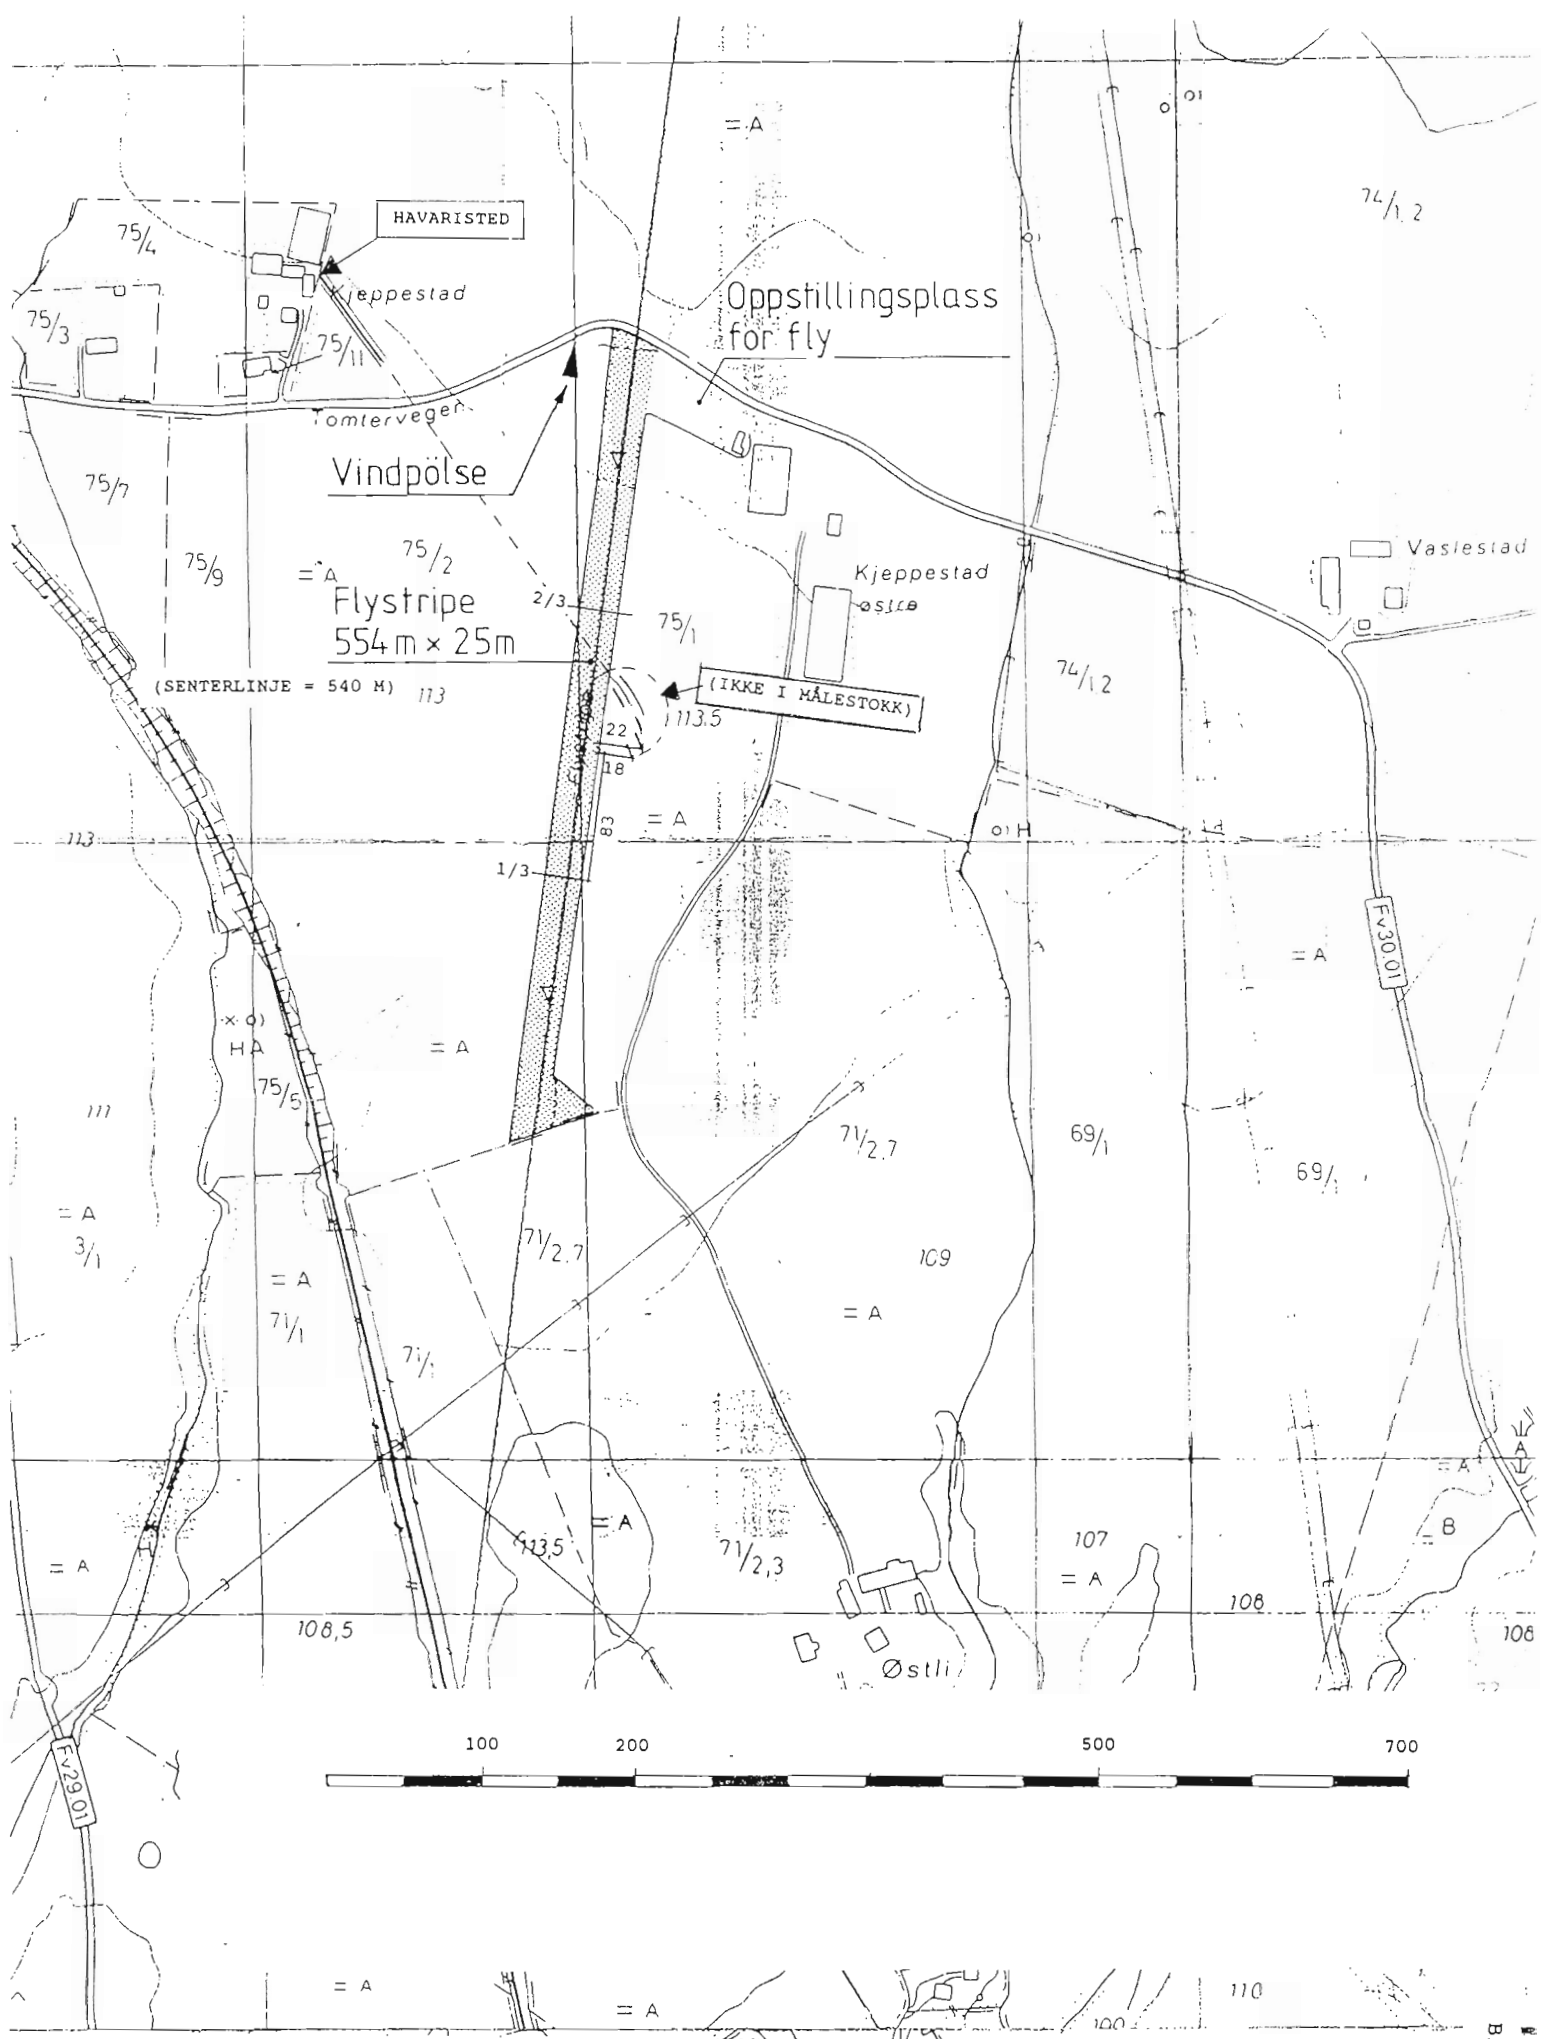 = A
74/1,2
HAVARISTED
75/4
Kjeppestad
Oppstillingsplass
for fly
75/3
75/11
Tomterveger
Vindpölse
75/7
75/9
= A
75/2
Flystripe
554m × 25m
(SENTERLINJE = 540 M)
113
2/3
75/1
Kjeppestad
østre
Vaslestad
74/1,2
(IKKE I MÅLESTOKK)
113.5
22
18
83
= A
113
1/3
H
Fv30.01
= A
H A
= A
75/5
111
71/2,7
69/1
69/1
= A
3/1
71/2,7
109
= A
71/1
= A
71/1
A
= A
= B
= A
113,5
71/2,3
107
= A
= A
108
108,5
108
Østli
100
200
500
700
Fv29.01
= A
= A
110
100
B